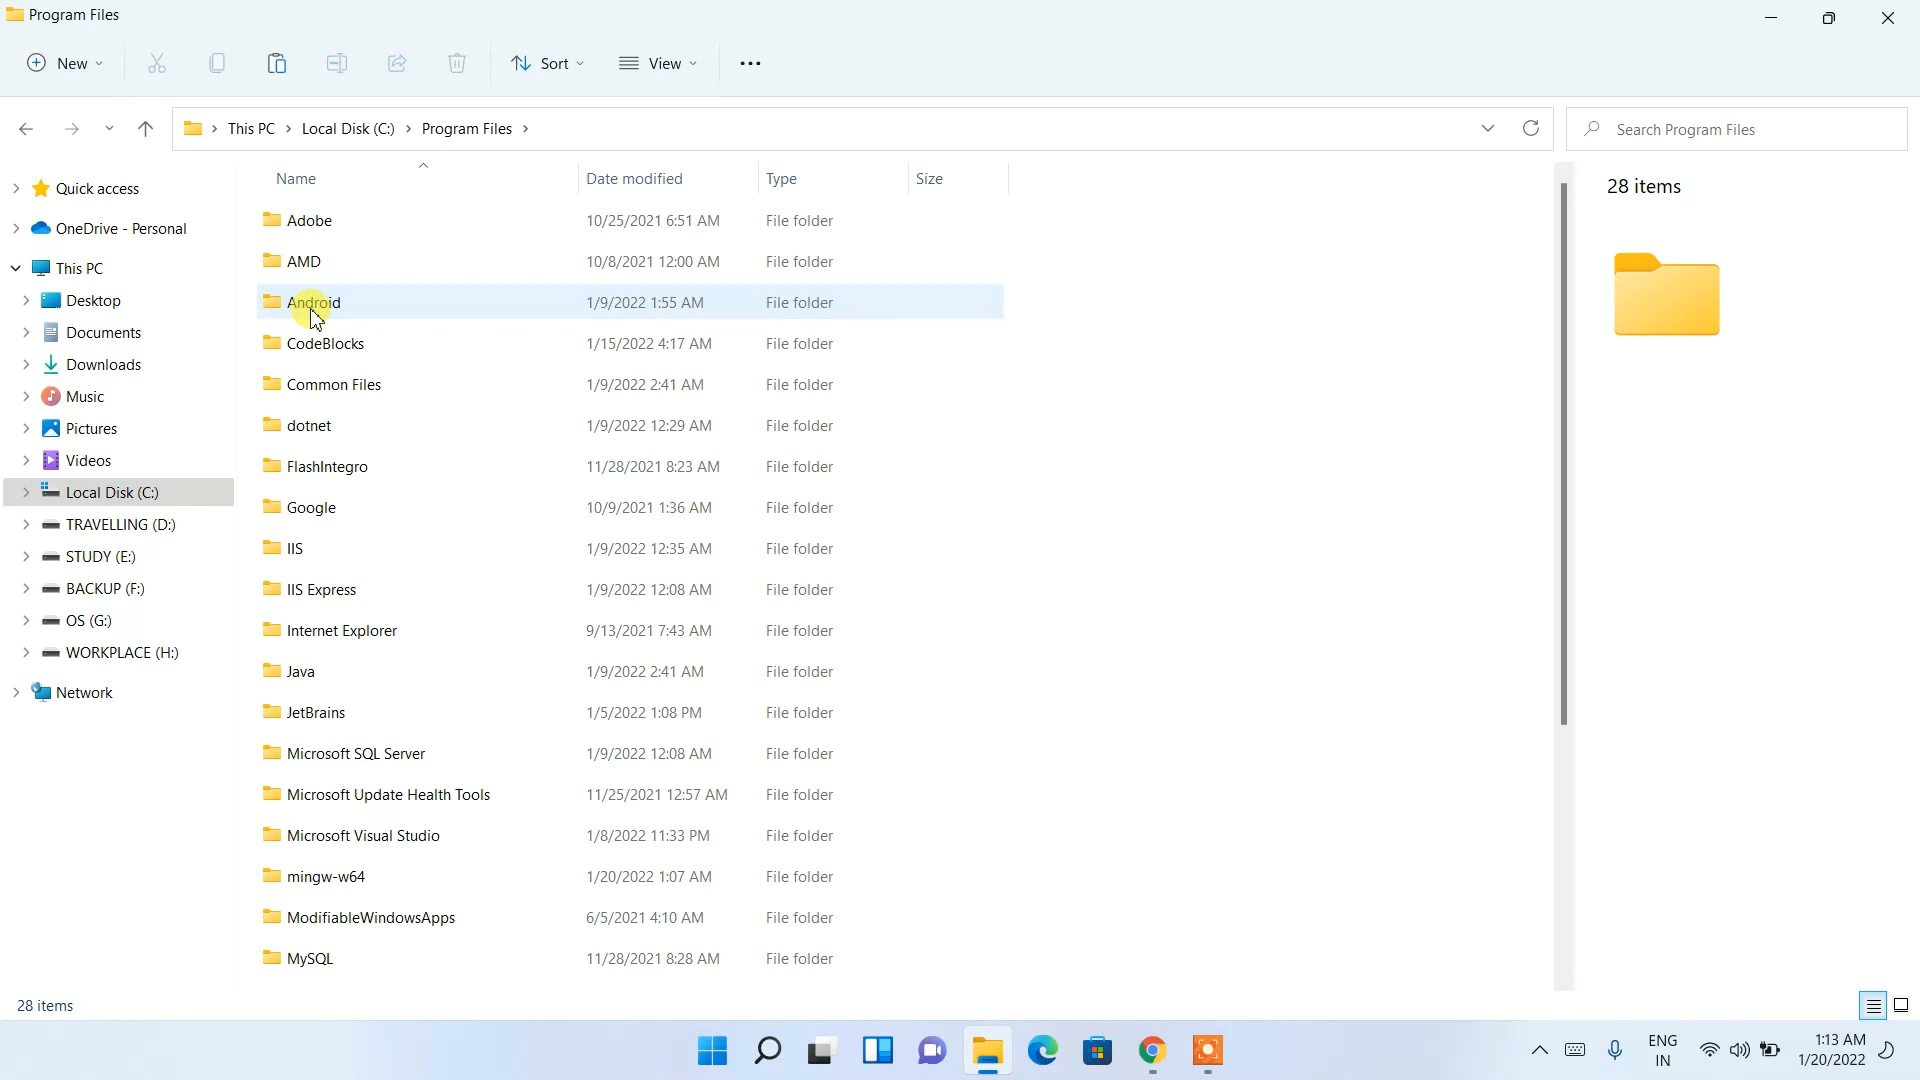 Program Files
New
Sort
View
This PC
Local Disk (C:)
Program Files
Search Program Files
Quick access
OneDrive - Personal
This PC
Desktop
Documents
Downloads
Music
Pictures
Videos
Local Disk (C:)
TRAVELLING (D:)
STUDY (E:)
BACKUP (F:)
OS (G:)
WORKPLACE (H:)
Network
Name Date modified Type Size
Adobe 10/25/2021 6:51 AM File folder
AMD 10/8/2021 12:00 AM File folder
Android 1/9/2022 1:55 AM File folder
CodeBlocks 1/15/2022 4:17 AM File folder
Common Files 1/9/2022 2:41 AM File folder
dotnet 1/9/2022 12:29 AM File folder
FlashIntegro 11/28/2021 8:23 AM File folder
Google 10/9/2021 1:36 AM File folder
IIS 1/9/2022 12:35 AM File folder
IIS Express 1/9/2022 12:08 AM File folder
Internet Explorer 9/13/2021 7:43 AM File folder
Java 1/9/2022 2:41 AM File folder
JetBrains 1/5/2022 1:08 PM File folder
Microsoft SQL Server 1/9/2022 12:08 AM File folder
Microsoft Update Health Tools 11/25/2021 12:57 AM File folder
Microsoft Visual Studio 1/8/2022 11:33 PM File folder
mingw-w64 1/20/2022 1:07 AM File folder
ModifiableWindowsApps 6/5/2021 4:10 AM File folder
MySQL 11/28/2021 8:28 AM File folder
28 items
28 items
ENG
IN
1:13 AM
1/20/2022